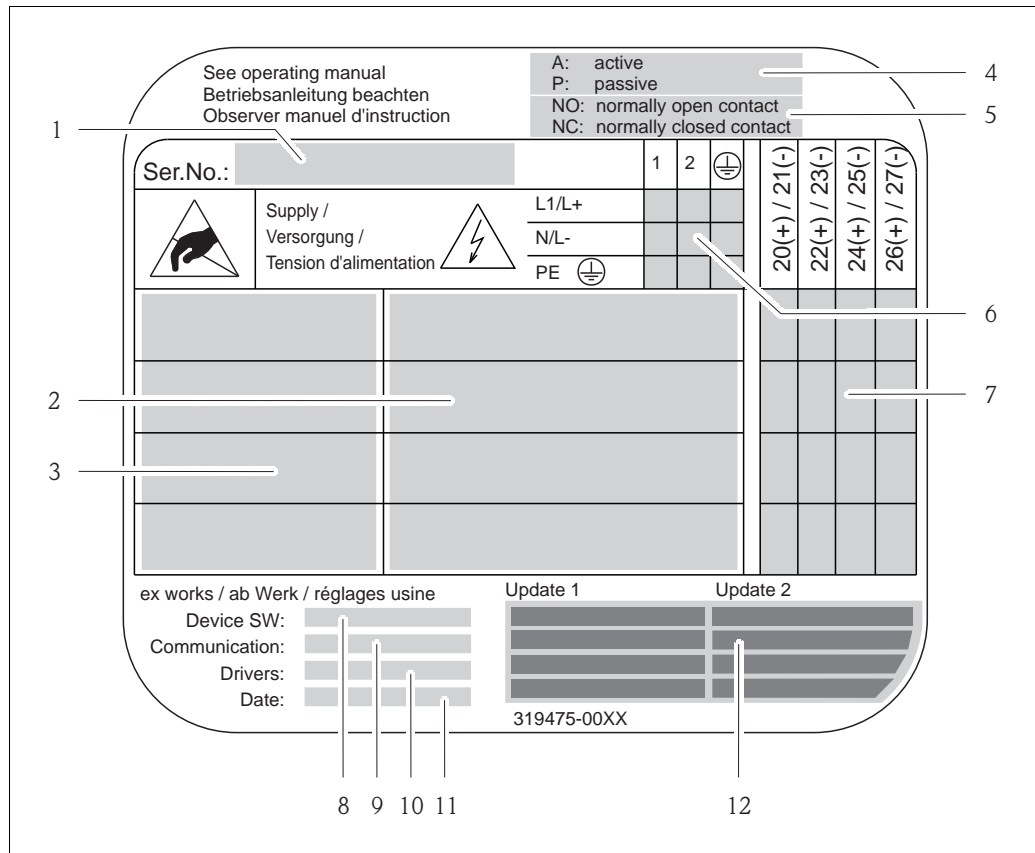 See operating manual
Betriebsanleitung beachten
Observer manuel d'instruction
A: active
P: passive
NO: normally open contact
NC: normally closed contact
4
5
1
Ser.No.:
1 2
20(+) / 21(-)
22(+) / 23(-)
24(+) / 25(-)
26(+) / 27(-)
Supply /
Versorgung /
Tension d'alimentation
L1/L+
N/L-
PE
6
2
7
3
ex works / ab Werk / réglages usine
Device SW:
Communication:
Drivers:
Date:
Update 1
Update 2
319475-00XX
8 9 10 11
12